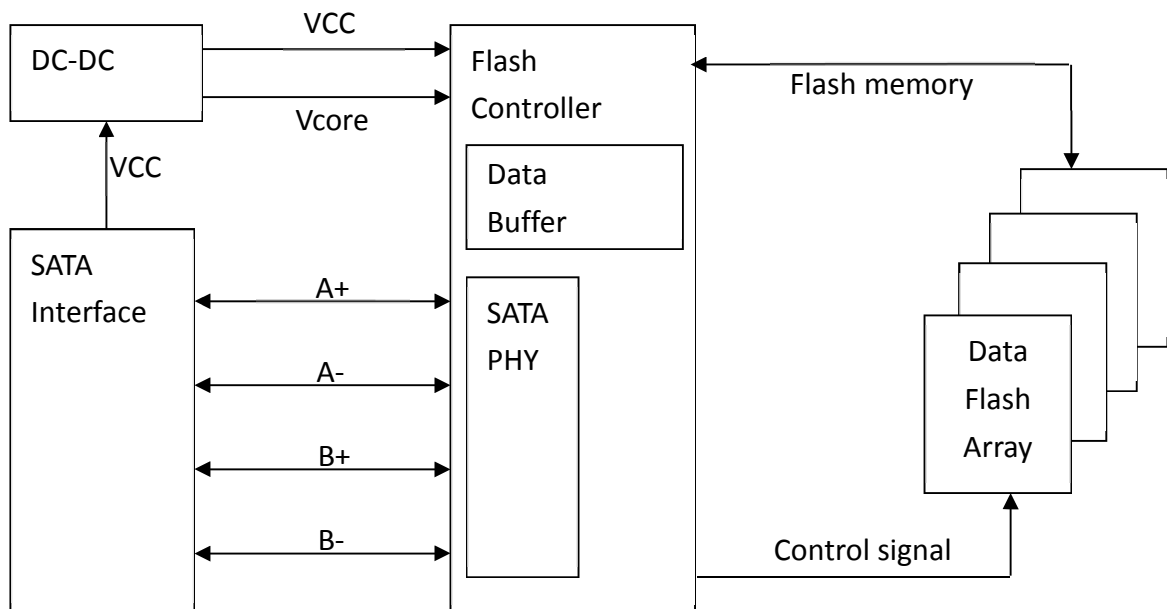 VCC
DC-DC
Vcore
VCC
Flash
Controller
Data
Buffer
Flash memory
SATA
Interface
A+
A-
B+
B-
SATA
PHY
Data
Flash
Array
Control signal